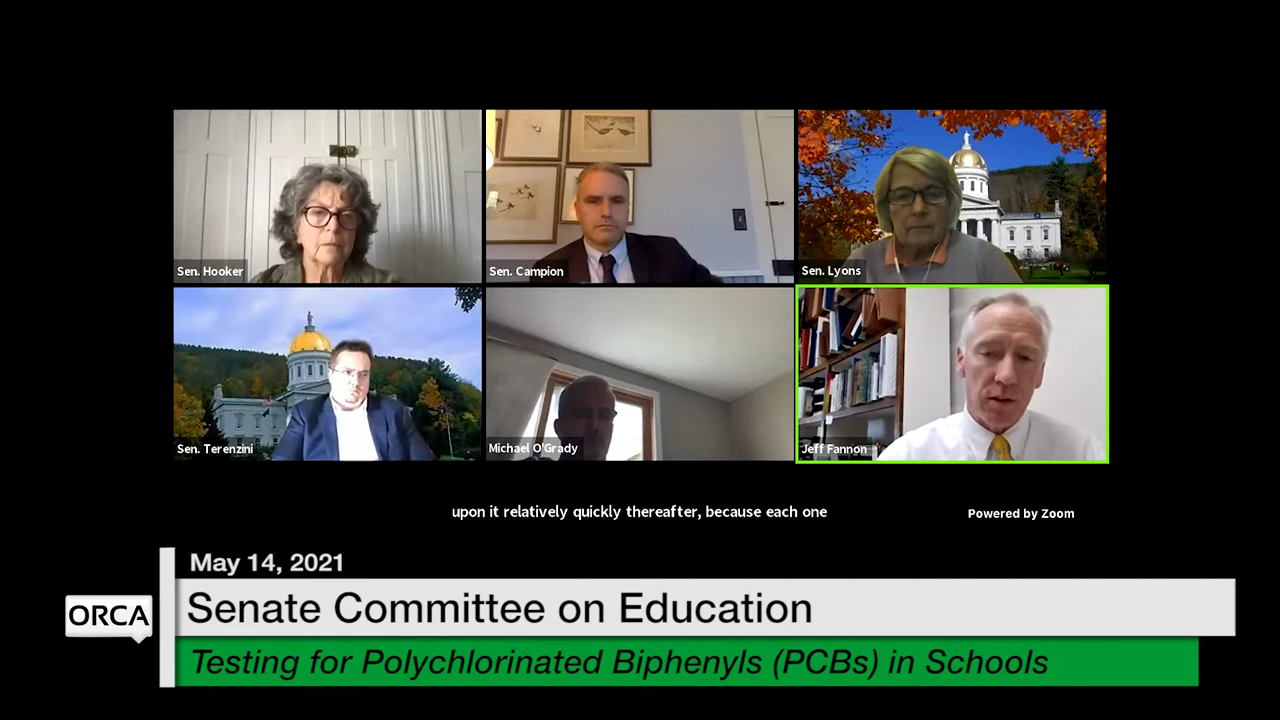 Sen. Hooker
Sen. Campion
Sen. Lyons
Sen. Terenzini
Michael O'Grady
Jeff Fannon
upon it relatively quickly thereafter, because each one
Powered by Zoom
May 14, 2021
ORCA
Senate Committee on Education
Testing for Polychlorinated Biphenyls (PCBs) in Schools